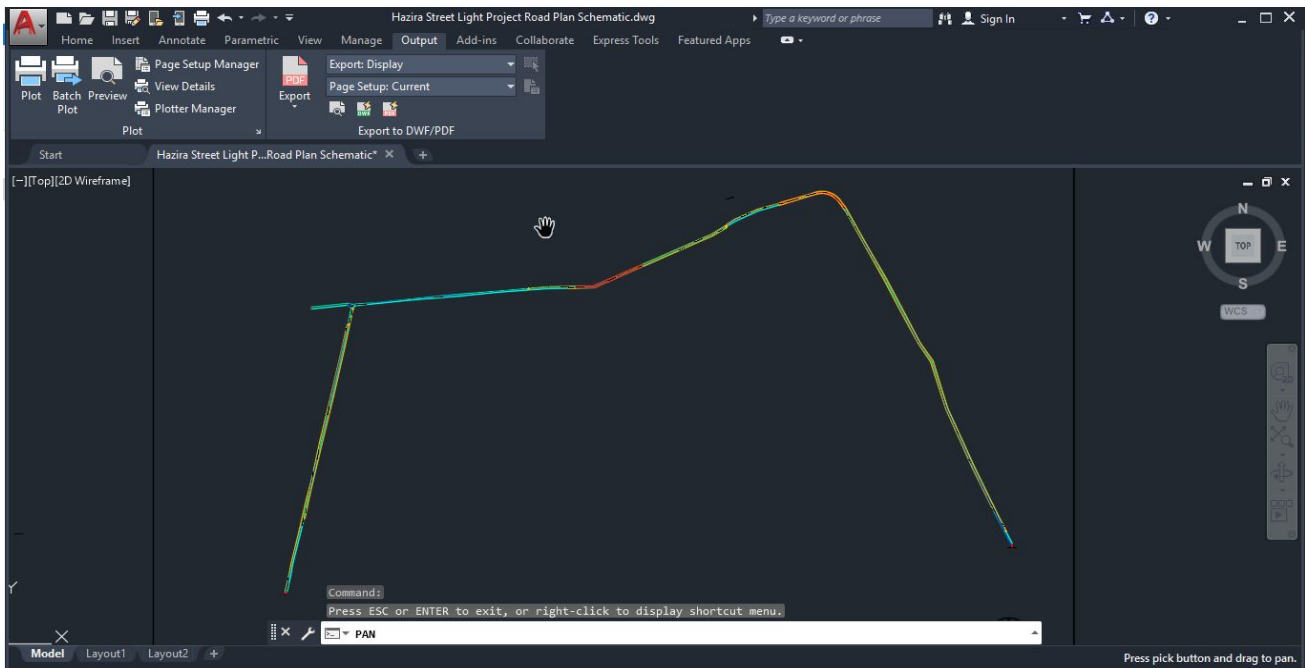 Hazira Street Light Project Road Plan Schematic.dwg
Type a keyword or phrase
Sign In
Home Insert Annotate Parametric View Manage Output Add-ins Collaborate Express Tools Featured Apps
Plot
Batch Plot
Preview
Page Setup Manager
View Details
Plotter Manager
Plot
PDF
Export
Export: Display
Page Setup: Current
DWF
PDF
Export to DWF/PDF
Start
Hazira Street Light P...Road Plan Schematic*
[−][Top][2D Wireframe]
N
W TOP E
S
WCS
2D
Y
X
Command:
Press ESC or ENTER to exit, or right-click to display shortcut menu.
PAN
Model Layout1 Layout2 +
Press pick button and drag to pan.